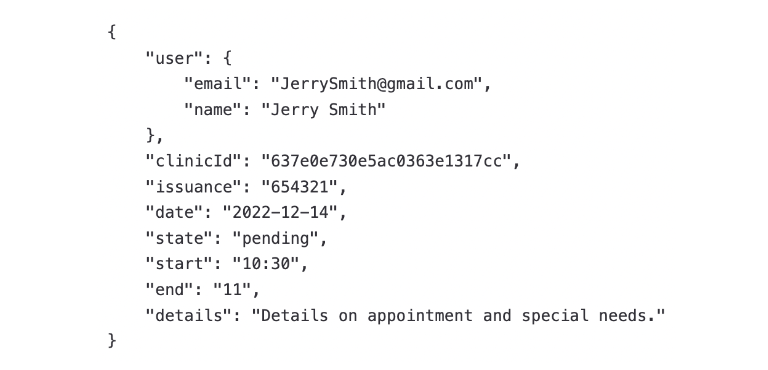 {
"user": {
"email": "JerrySmith@gmail.com",
"name": "Jerry Smith"
},
"clinicId": "637e0e730e5ac0363e1317cc",
"issuance": "654321",
"date": "2022-12-14",
"state": "pending",
"start": "10:30",
"end": "11",
"details": "Details on appointment and special needs."
}